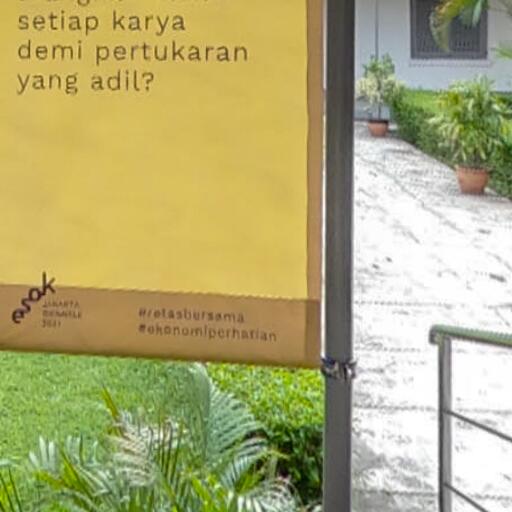 setiap karya
demi pertukaran
yang adil?
esok
JAKARTA
BIENNALE
2021
#retasbersama
#ekonomiperhatian